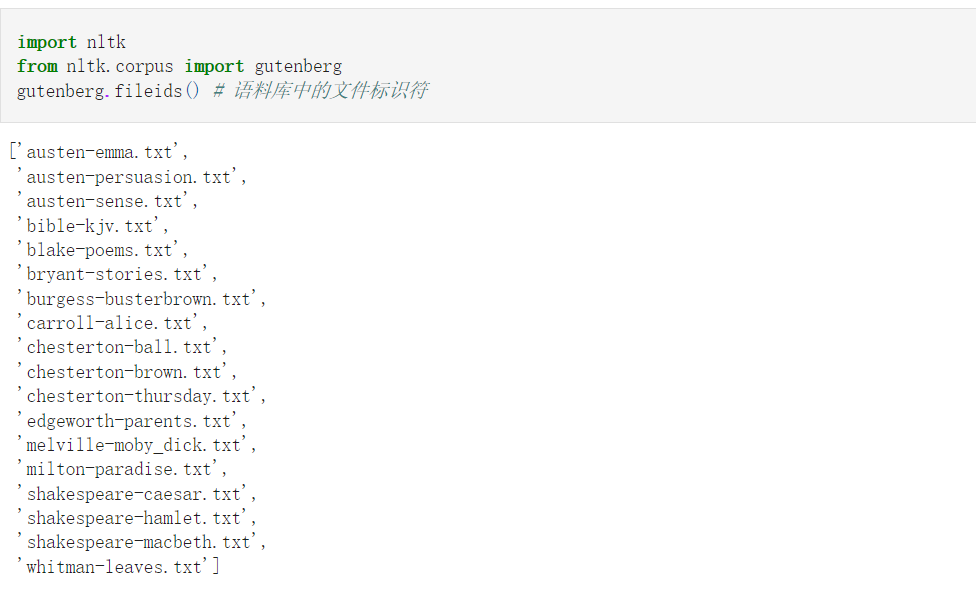 import nltk
from nltk.corpus import gutenberg
gutenberg.fileids() # 语料库中的文件标识符
['austen-emma.txt',
'austen-persuasion.txt',
'austen-sense.txt',
'bible-kjv.txt',
'blake-poems.txt',
'bryant-stories.txt',
'burgess-busterbrown.txt',
'carroll-alice.txt',
'chesterton-ball.txt',
'chesterton-brown.txt',
'chesterton-thursday.txt',
'edgeworth-parents.txt',
'melville-moby_dick.txt',
'milton-paradise.txt',
'shakespeare-caesar.txt',
'shakespeare-hamlet.txt',
'shakespeare-macbeth.txt',
'whitman-leaves.txt']